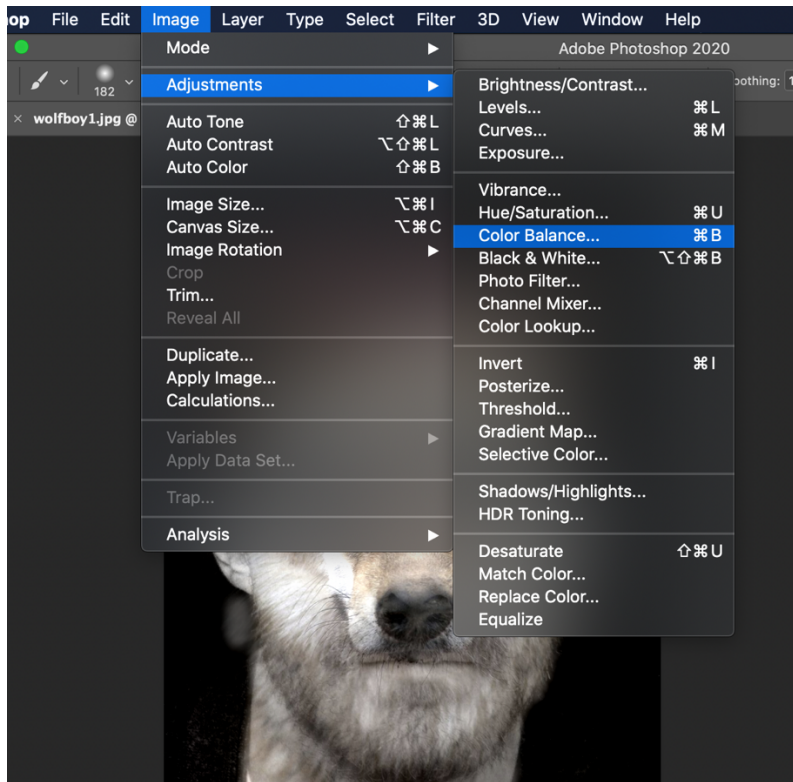 op File Edit Image Layer Type Select Filter 3D View Window Help
Adobe Photoshop 2020
182
oothing: 1
× wolfboy1.jpg @
Mode ▶
Adjustments ▶
Auto Tone ⇧⌘L
Auto Contrast ⌥⇧⌘L
Auto Color ⇧⌘B
Image Size... ⌥⌘I
Canvas Size... ⌥⌘C
Image Rotation ▶
Crop
Trim...
Reveal All
Duplicate...
Apply Image...
Calculations...
Variables ▶
Apply Data Set...
Trap...
Analysis ▶
Brightness/Contrast...
Levels... ⌘L
Curves... ⌘M
Exposure...
Vibrance...
Hue/Saturation... ⌘U
Color Balance... ⌘B
Black & White... ⌥⇧⌘B
Photo Filter...
Channel Mixer...
Color Lookup...
Invert ⌘I
Posterize...
Threshold...
Gradient Map...
Selective Color...
Shadows/Highlights...
HDR Toning...
Desaturate ⇧⌘U
Match Color...
Replace Color...
Equalize